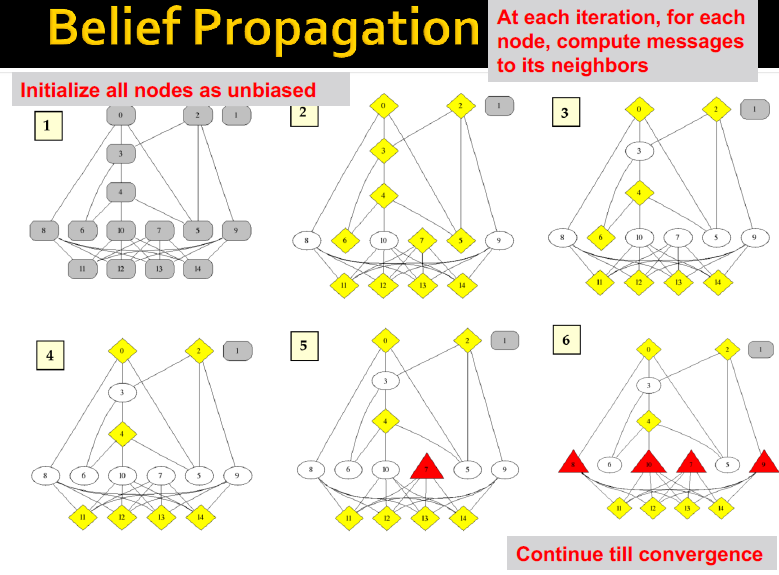 Belief Propagation
At each iteration, for each
node, compute messages
to its neighbors
Initialize all nodes as unbiased
1
0 2 1
3
4
8 6 10 7 5 9
11 12 13 14
2
0 2 1
3
4
8 6 10 7 5 9
11 12 13 14
3
0 2 1
3
4
8 6 10 7 5 9
11 12 13 14
4
0 2 1
3
4
8 6 10 7 5 9
11 12 13 14
5
0 2 1
3
4
8 6 10 7 5 9
11 12 13 14
6
0 2 1
3
4
6 10 5
11 12 13 14
Continue till convergence